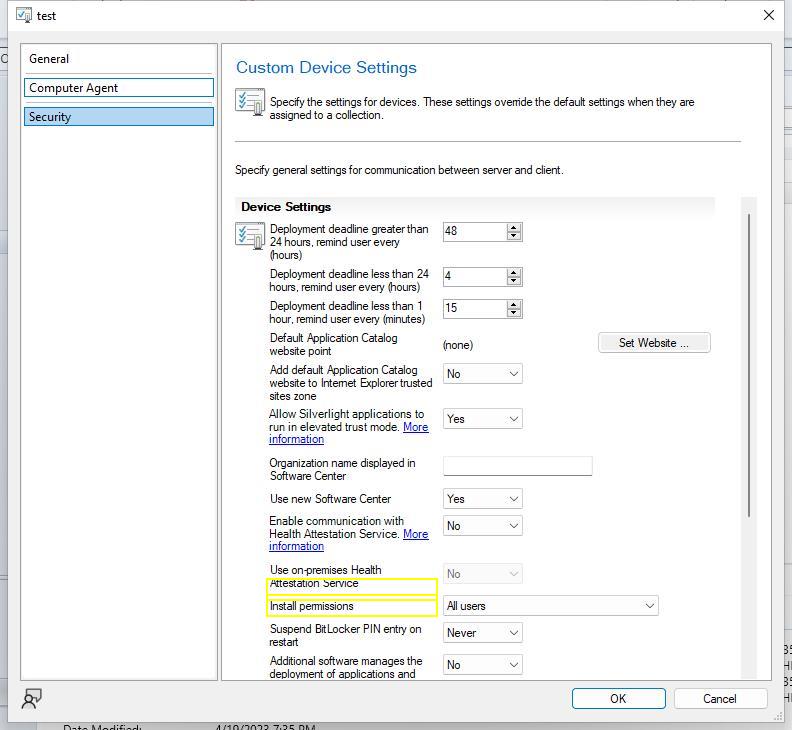 test
General
Computer Agent
Security
Custom Device Settings
Specify the settings for devices. These settings override the default settings when they are
assigned to a collection.
Specify general settings for communication between server and client.
Device Settings
Deployment deadline greater than
24 hours, remind user every
(hours)
48
Deployment deadline less than 24
hours, remind user every (hours)
4
Deployment deadline less than 1
hour, remind user every (minutes)
15
Default Application Catalog
website point
(none)
Set Website ...
Add default Application Catalog
website to Internet Explorer trusted
sites zone
No
Allow Silverlight applications to
run in elevated trust mode. More
information
Yes
Organization name displayed in
Software Center
Use new Software Center
Yes
Enable communication with
Health Attestation Service. More
information
No
Use on-premises Health
Attestation Service
No
Install permissions
All users
Suspend BitLocker PIN entry on
restart
Never
Additional software manages the
deployment of applications and
No
OK
Cancel
Date Modified:
4/19/2023 7:35 PM